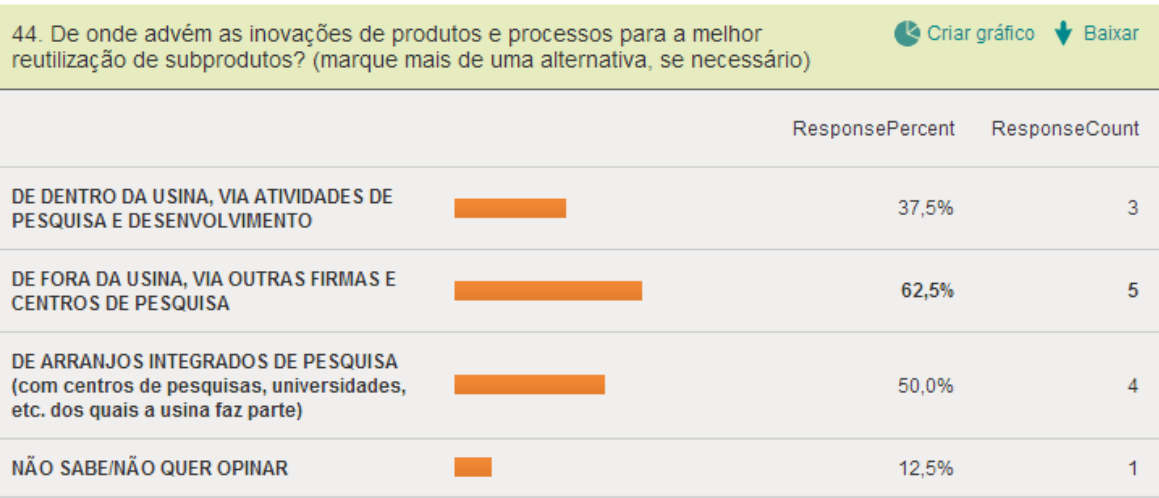 44. De onde advém as inovações de produtos e processos para a melhor
reutilização de subprodutos? (marque mais de uma alternativa, se necessário)
Criar gráfico
Baixar
ResponsePercent
ResponseCount
DE DENTRO DA USINA, VIA ATIVIDADES DE
PESQUISA E DESENVOLVIMENTO
37,5%
3
DE FORA DA USINA, VIA OUTRAS FIRMAS E
CENTROS DE PESQUISA
62,5%
5
DE ARRANJOS INTEGRADOS DE PESQUISA
(com centros de pesquisas, universidades,
etc. dos quais a usina faz parte)
50,0%
4
NÃO SABE/NÃO QUER OPINAR
12,5%
1